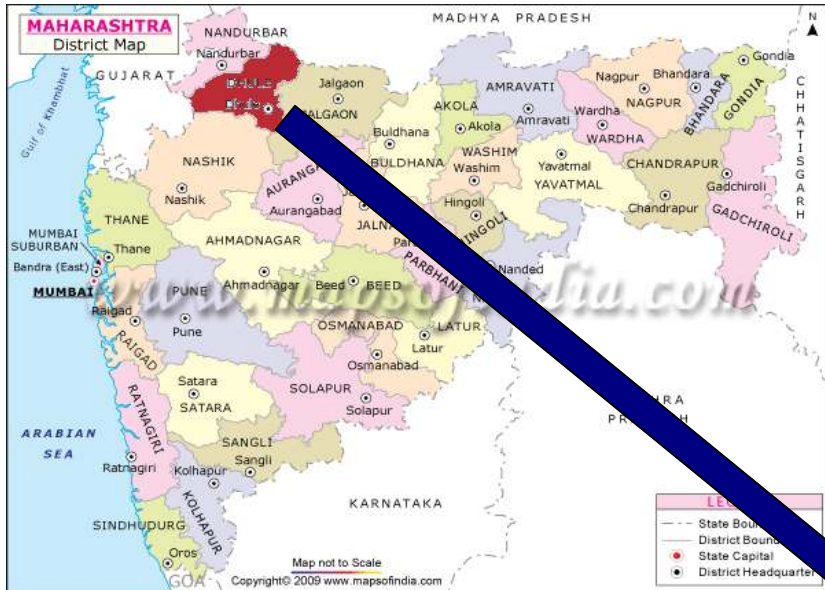 MAHARASHTRA
District Map
MADHYA PRADESH
N
GUJARAT
Gulf of Khambhat
NANDURBAR
Nandurbar
Jalgaon
JALGAON
Buldhana
BULDHANA
AKOLA
Akola
AMRAVATI
Amravati
Wardha
WARDHA
Nagpur
NAGPUR
Bhandara
BHANDARA
Gondia
GONDIA
CHHATISGARH
NASHIK
Nashik
Aurangabad
WASHIM
Washim
Yavatmal
YAVATMAL
CHANDRAPUR
Chandrapur
Gadchiroli
GADCHIROLI
Hingoli
HINGOLI
THANE
Thane
MUMBAI
SUBURBAN
Bandra (East)
MUMBAI
AHMADNAGAR
Ahmadnagar
PARBHANI
Nanded
Beed
BEED
www.mapsofindia.com
PUNE
Pune
Raigad
RAIGAD
OSMANABAD
Osmanabad
LATUR
Latur
Satara
SATARA
SOLAPUR
Solapur
RATNAGIRI
Ratnagiri
SANGLI
Sangli
Kolhapur
KOLHAPUR
ARABIAN
SEA
KARNATAKA
SINDHUDURG
Oros
GOA
State Capital
District Headquarter
Map not to Scale
Copyright© 2009 www.mapsofindia.com